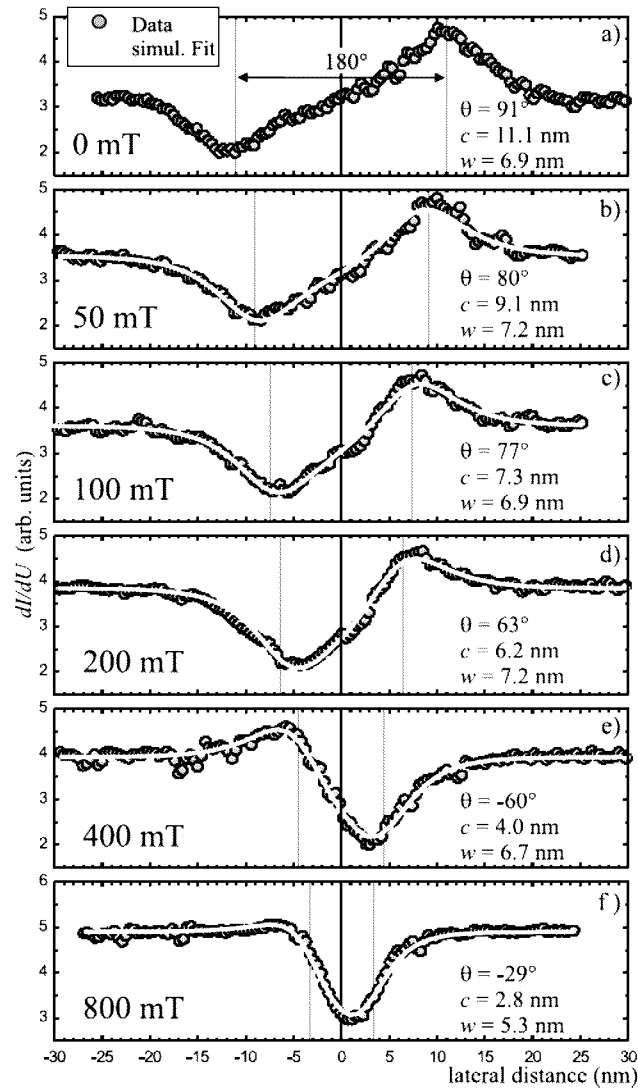 Data
simul. Fit
a)
180°
5
4
3
2
0 mT
θ = 91°
c = 11.1 nm
w = 6.9 nm
b)
5
4
3
2
50 mT
θ = 80°
c = 9.1 nm
w = 7.2 nm
c)
5
4
3
2
100 mT
θ = 77°
c = 7.3 nm
w = 6.9 nm
dI/dU (arb. units)
d)
5
4
3
2
200 mT
θ = 63°
c = 6.2 nm
w = 7.2 nm
e)
5
4
3
2
400 mT
θ = -60°
c = 4.0 nm
w = 6.7 nm
f)
6
5
4
3
2
800 mT
θ = -29°
c = 2.8 nm
w = 5.3 nm
-30 -25 -20 -15 -10 -5 0 5 10 15 20 25 30
lateral distance (nm)